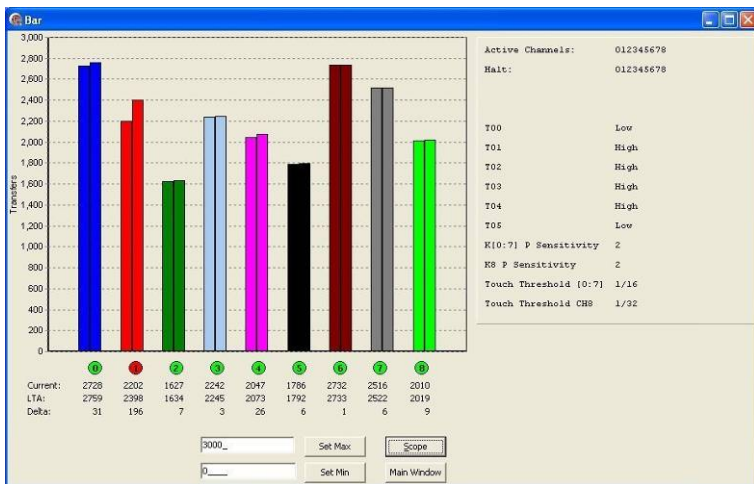 Bar
3,000
2,800
2,600
2,400
2,200
2,000
1,800
1,600
1,400
1,200
1,000
800
600
400
200
0
Transfers
0 1 2 3 4 5 6 7 8
Current: 2728 2202 1627 2242 2047 1786 2732 2516 2010
LTA: 2759 2398 1634 2245 2073 1792 2733 2522 2019
Delta: 31 196 7 3 26 6 1 6 9
3000_ Set Max Scope
0____ Set Min Main Window
Active Channels: 012345678
Halt: 012345678
T00 Low
T01 High
T02 High
T03 High
T04 High
T05 Low
K[0:7] P Sensitivity 2
K8 P Sensitivity 2
Touch Threshold [0:7] 1/16
Touch Threshold CH8 1/32